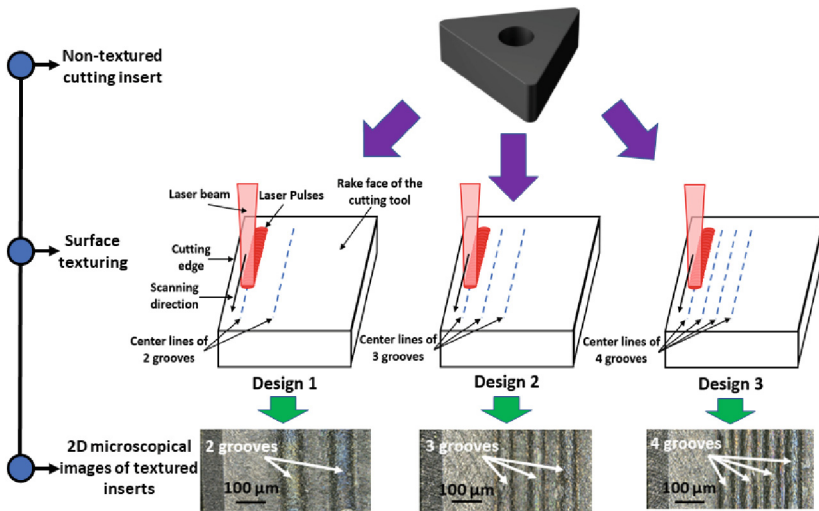 Non-textured
cutting insert
Laser beam
Laser Pulses
Rake face of the
cutting tool
Surface
texturing
Cutting
edge
Scanning
direction
Center lines of
2 grooves
Center lines of
3 grooves
Center lines of
4 grooves
Design 1
Design 2
Design 3
2D microscopical
images of textured
inserts
2 grooves
100 µm
3 grooves
100 µm
4 grooves
100 µm